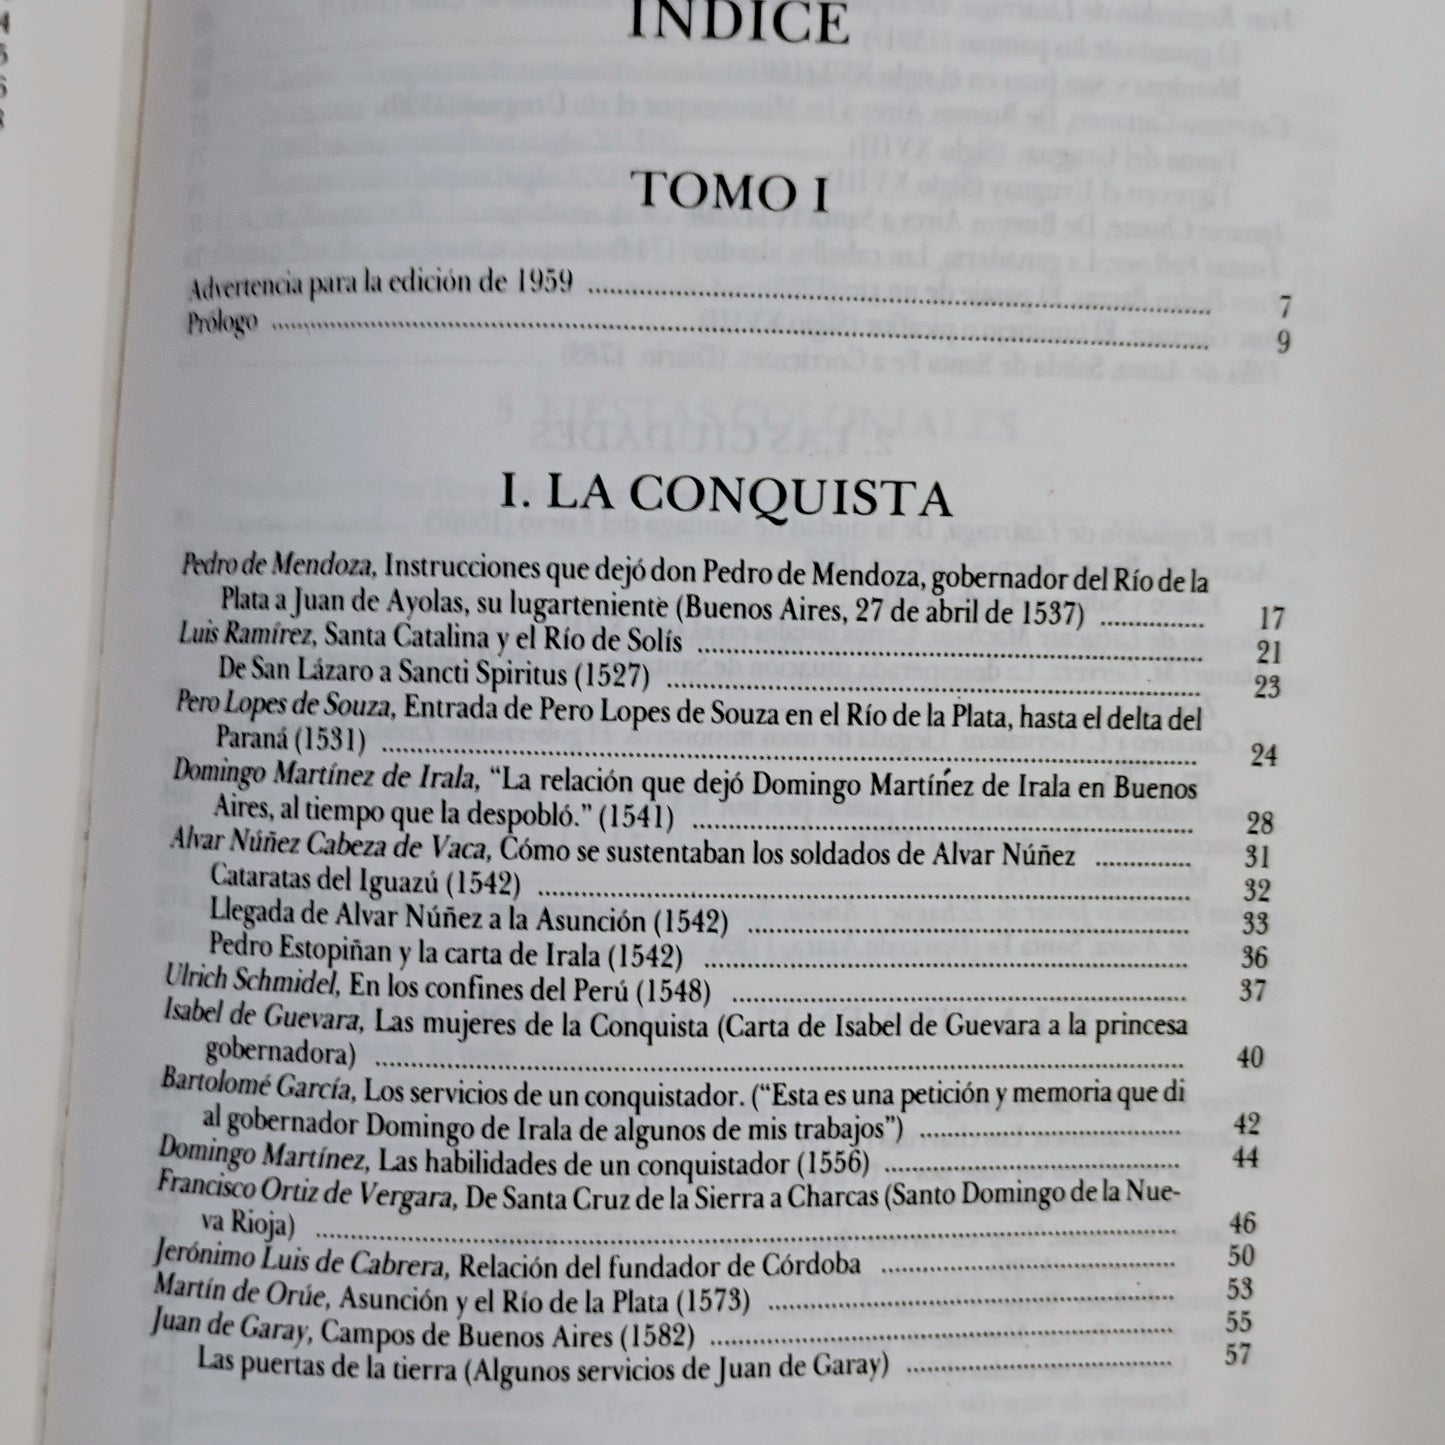 INDICE
TOMO I
Advertencia para la edición de 1959 ........ 7
Prólogo ........ 9
I. LA CONQUISTA
Pedro de Mendoza, Instrucciones que dejó don Pedro de Mendoza, gobernador del Río de la
Plata a Juan de Ayolas, su lugarteniente (Buenos Aires, 27 de abril de 1537) ........ 17
Luis Ramírez, Santa Catalina y el Río de Solís ........ 21
De San Lázaro a Sancti Spiritus (1527) ........ 23
Pero Lopes de Souza, Entrada de Pero Lopes de Souza en el Río de la Plata, hasta el delta del
Paraná (1531) ........ 24
Domingo Martínez de Irala, “La relación que dejó Domingo Martínez de Irala en Buenos
Aires, al tiempo que la despobló.” (1541) ........ 28
Alvar Núñez Cabeza de Vaca, Cómo se sustentaban los soldados de Alvar Núñez ........ 31
Cataratas del Iguazú (1542) ........ 32
Llegada de Alvar Núñez a la Asunción (1542) ........ 33
Pedro Estopiñan y la carta de Irala (1542) ........ 36
Ulrich Schmidel, En los confines del Perú (1548) ........ 37
Isabel de Guevara, Las mujeres de la Conquista (Carta de Isabel de Guevara a la princesa
gobernadora) ........ 40
Bartolomé García, Los servicios de un conquistador. (“Esta es una petición y memoria que di
al gobernador Domingo de Irala de algunos de mis trabajos”) ........ 42
Domingo Martínez, Las habilidades de un conquistador (1556) ........ 44
Francisco Ortiz de Vergara, De Santa Cruz de la Sierra a Charcas (Santo Domingo de la Nue-
va Rioja) ........ 46
Jerónimo Luis de Cabrera, Relación del fundador de Córdoba ........ 50
Martín de Orúe, Asunción y el Río de la Plata (1573) ........ 53
Juan de Garay, Campos de Buenos Aires (1582) ........ 55
Las puertas de la tierra (Algunos servicios de Juan de Garay) ........ 57